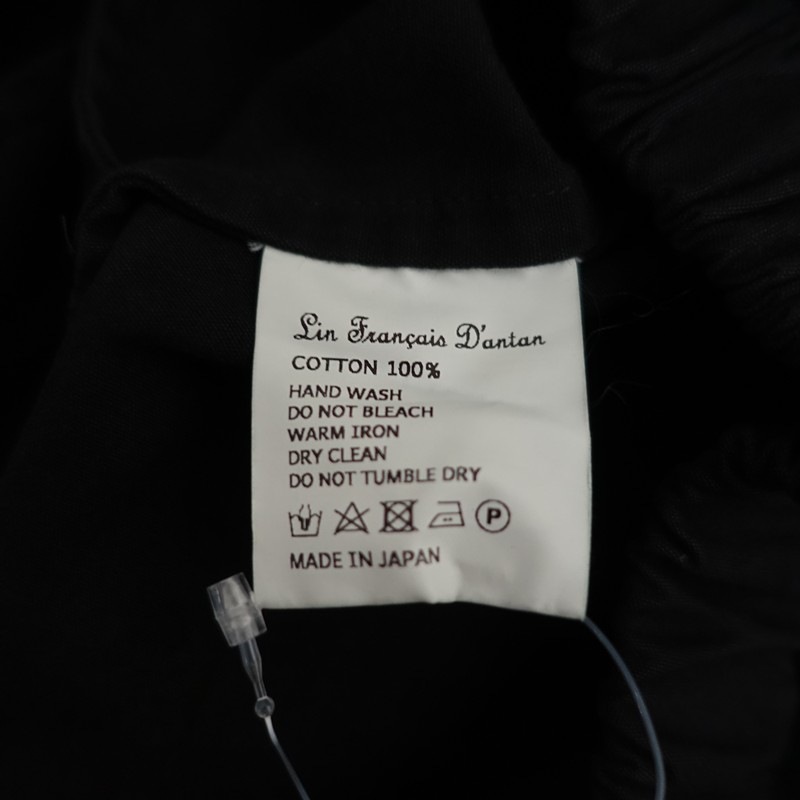 Lin Français D'antan
COTTON 100%
HAND WASH
DO NOT BLEACH
WARM IRON
DRY CLEAN
DO NOT TUMBLE DRY
P
MADE IN JAPAN